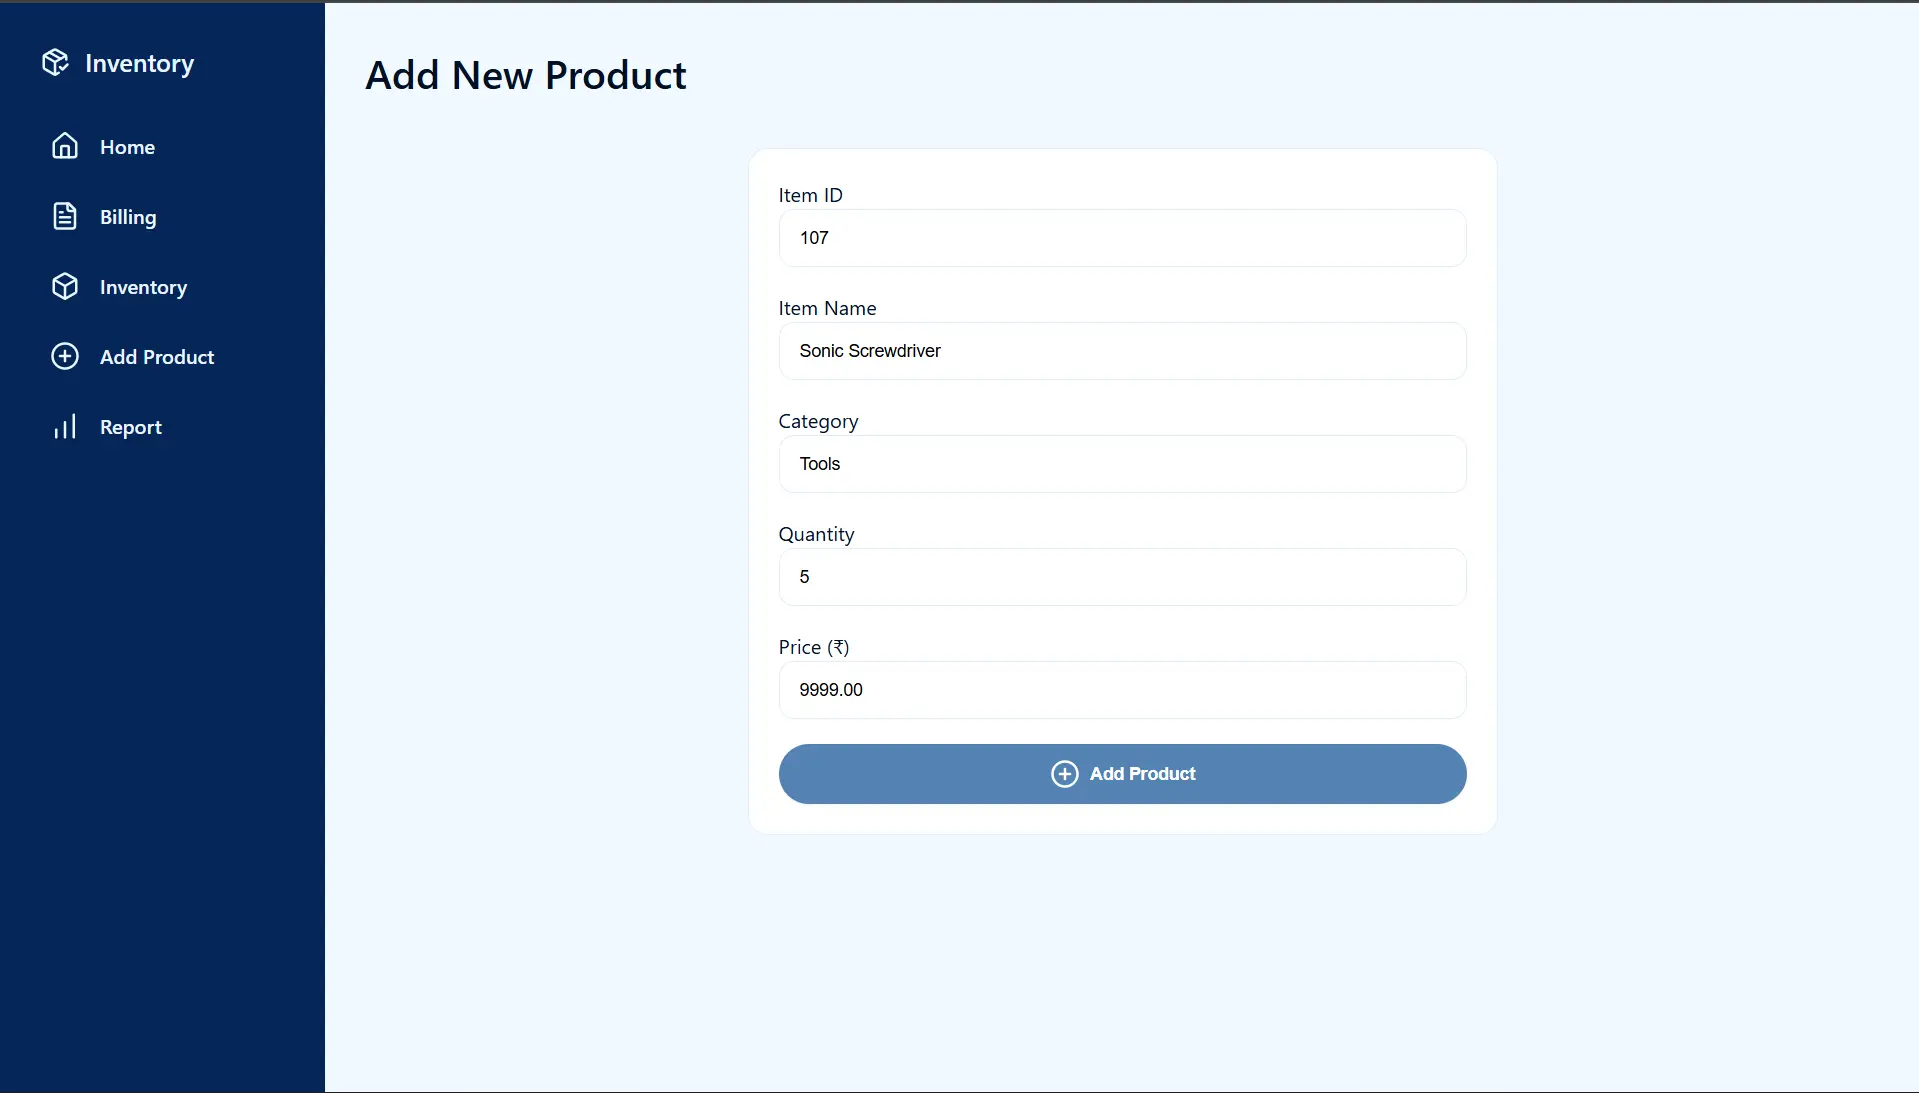 Inventory
Home
Billing
Inventory
Add Product
Report
Add New Product
Item ID
107
Item Name
Sonic Screwdriver
Category
Tools
Quantity
5
Price (₹)
9999.00
Add Product